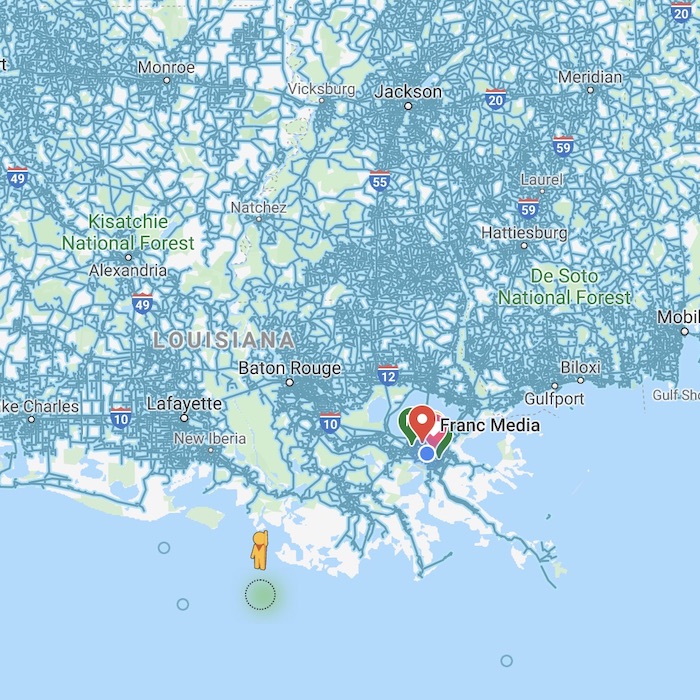 20
t
Monroe
Vicksburg
Jackson
Meridian
20
59
49
55
Laurel
59
Natchez
Kisatchie
National Forest
Hattiesburg
Alexandria
De Soto
National Forest
49
Mobil
LOUISIANA
Baton Rouge
12
Biloxi
Gulfport
Gulf Sho
ke Charles
10
Lafayette
10
New Iberia
Franc Media